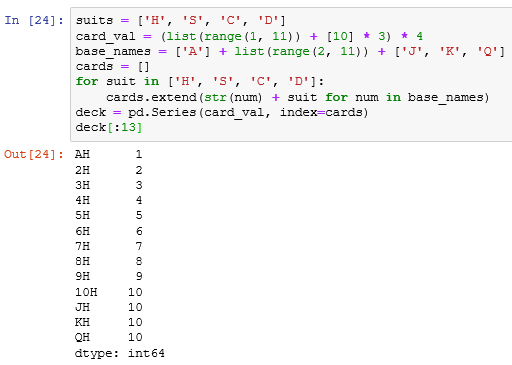 In [24]: suits = ['H', 'S', 'C', 'D']
card_val = (list(range(1, 11)) + [10] * 3) * 4
base_names = ['A'] + list(range(2, 11)) + ['J', 'K', 'Q']
cards = []
for suit in ['H', 'S', 'C', 'D']:
    cards.extend(str(num) + suit for num in base_names)
deck = pd.Series(card_val, index=cards)
deck[:13]
Out[24]: AH      1
2H      2
3H      3
4H      4
5H      5
6H      6
7H      7
8H      8
9H      9
10H    10
JH     10
KH     10
QH     10
dtype: int64